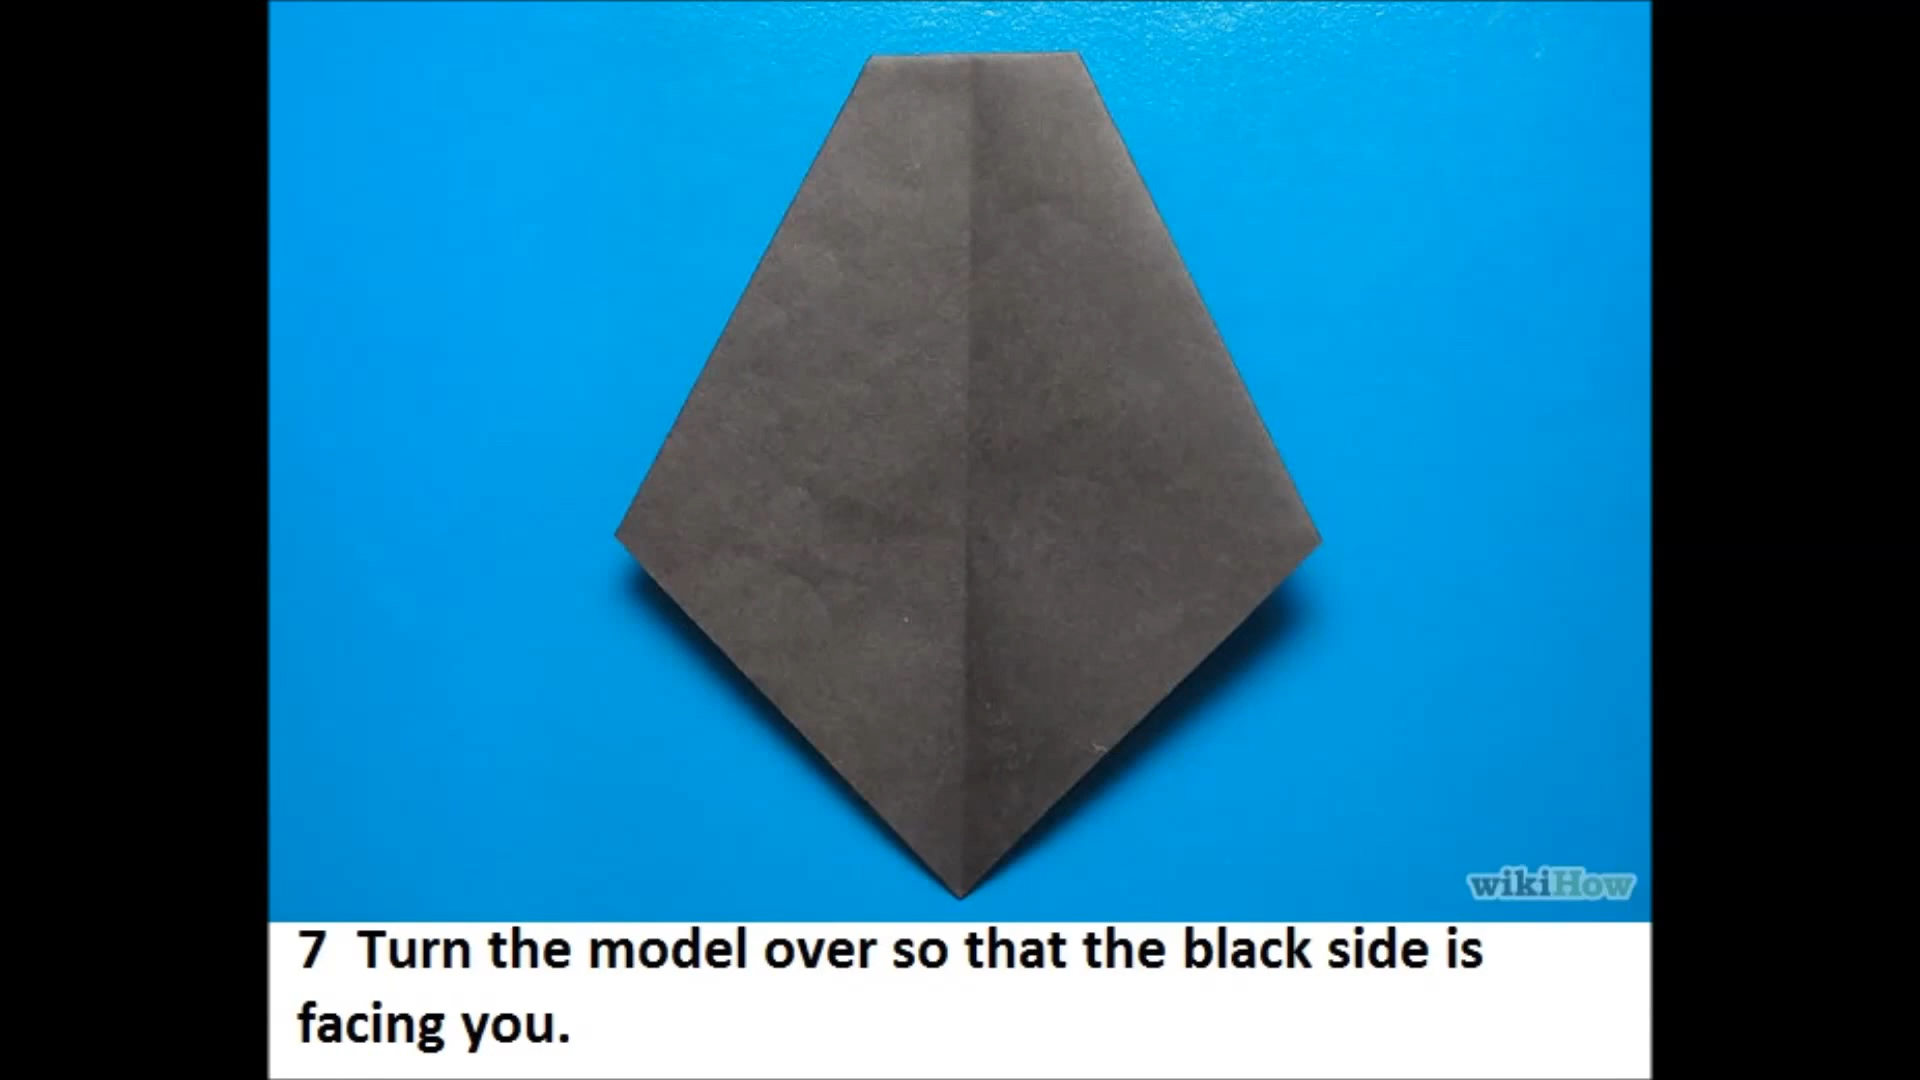 wikiHow
7 Turn the model over so that the black side is
facing you.